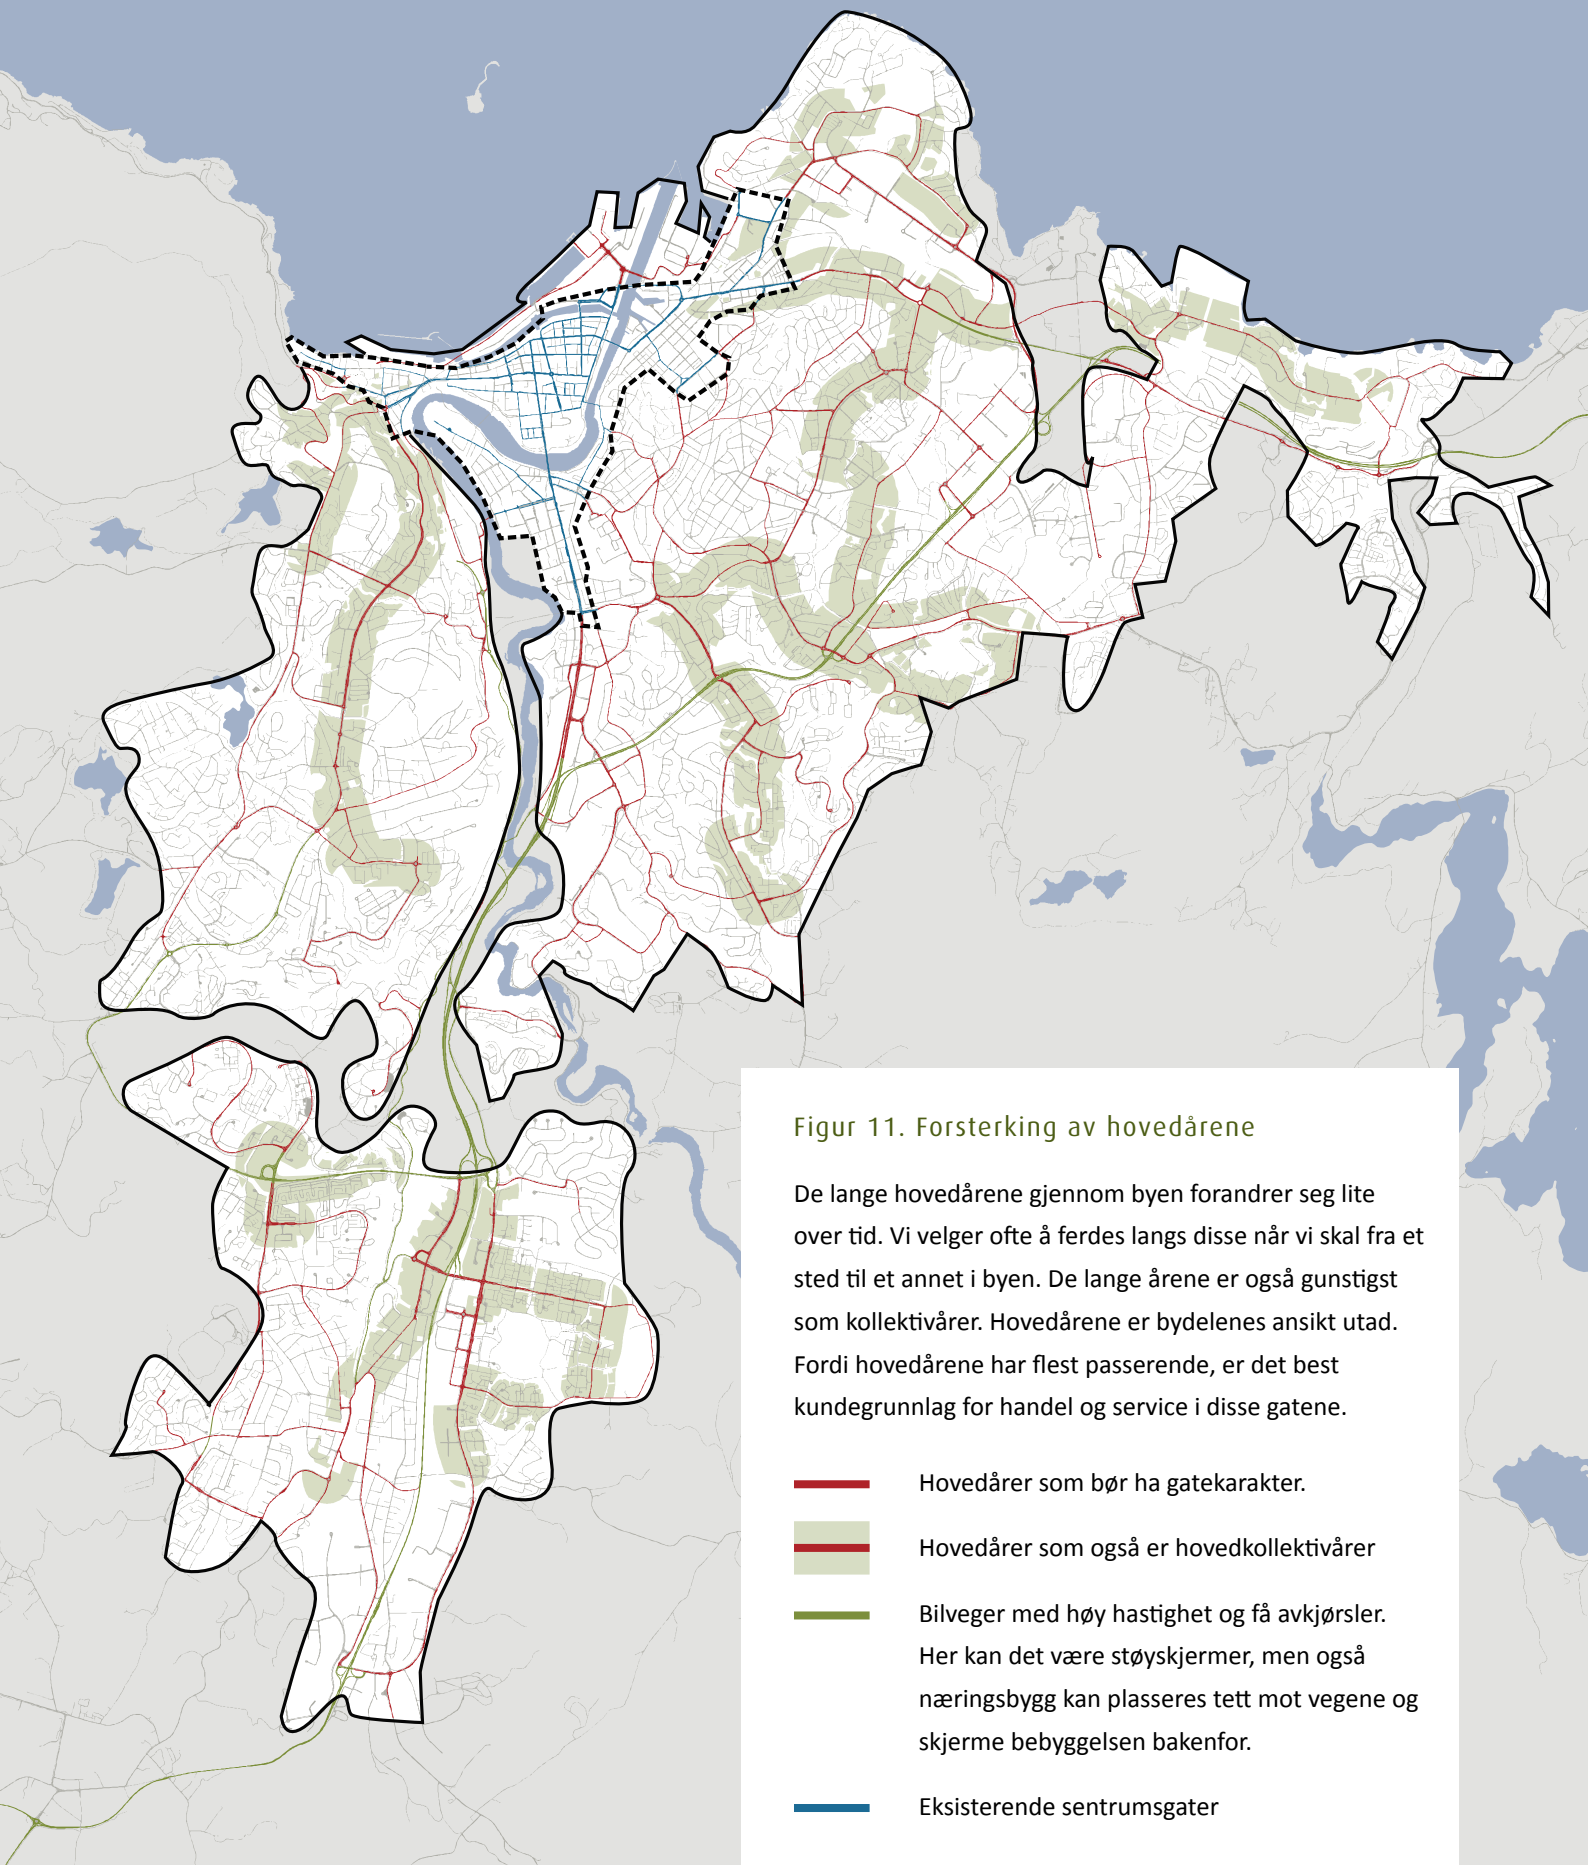 Figur 11. Forsterking av hovedårene
De lange hovedårene gjennom byen forandrer seg lite
over tid. Vi velger ofte å ferdes langs disse når vi skal fra et
sted til et annet i byen. De lange årene er også gunstigst
som kollektivårer. Hovedårene er bydelenes ansikt utad.
Fordi hovedårene har flest passerende, er det best
kundegrunnlag for handel og service i disse gatene.
Hovedårer som bør ha gatekarakter.
Hovedårer som også er hovedkollektivårer
Bilveger med høy hastighet og få avkjørsler.
Her kan det være støyskjermer, men også
næringsbygg kan plasseres tett mot vegene og
skjerme bebyggelsen bakenfor.
Eksisterende sentrumsgater